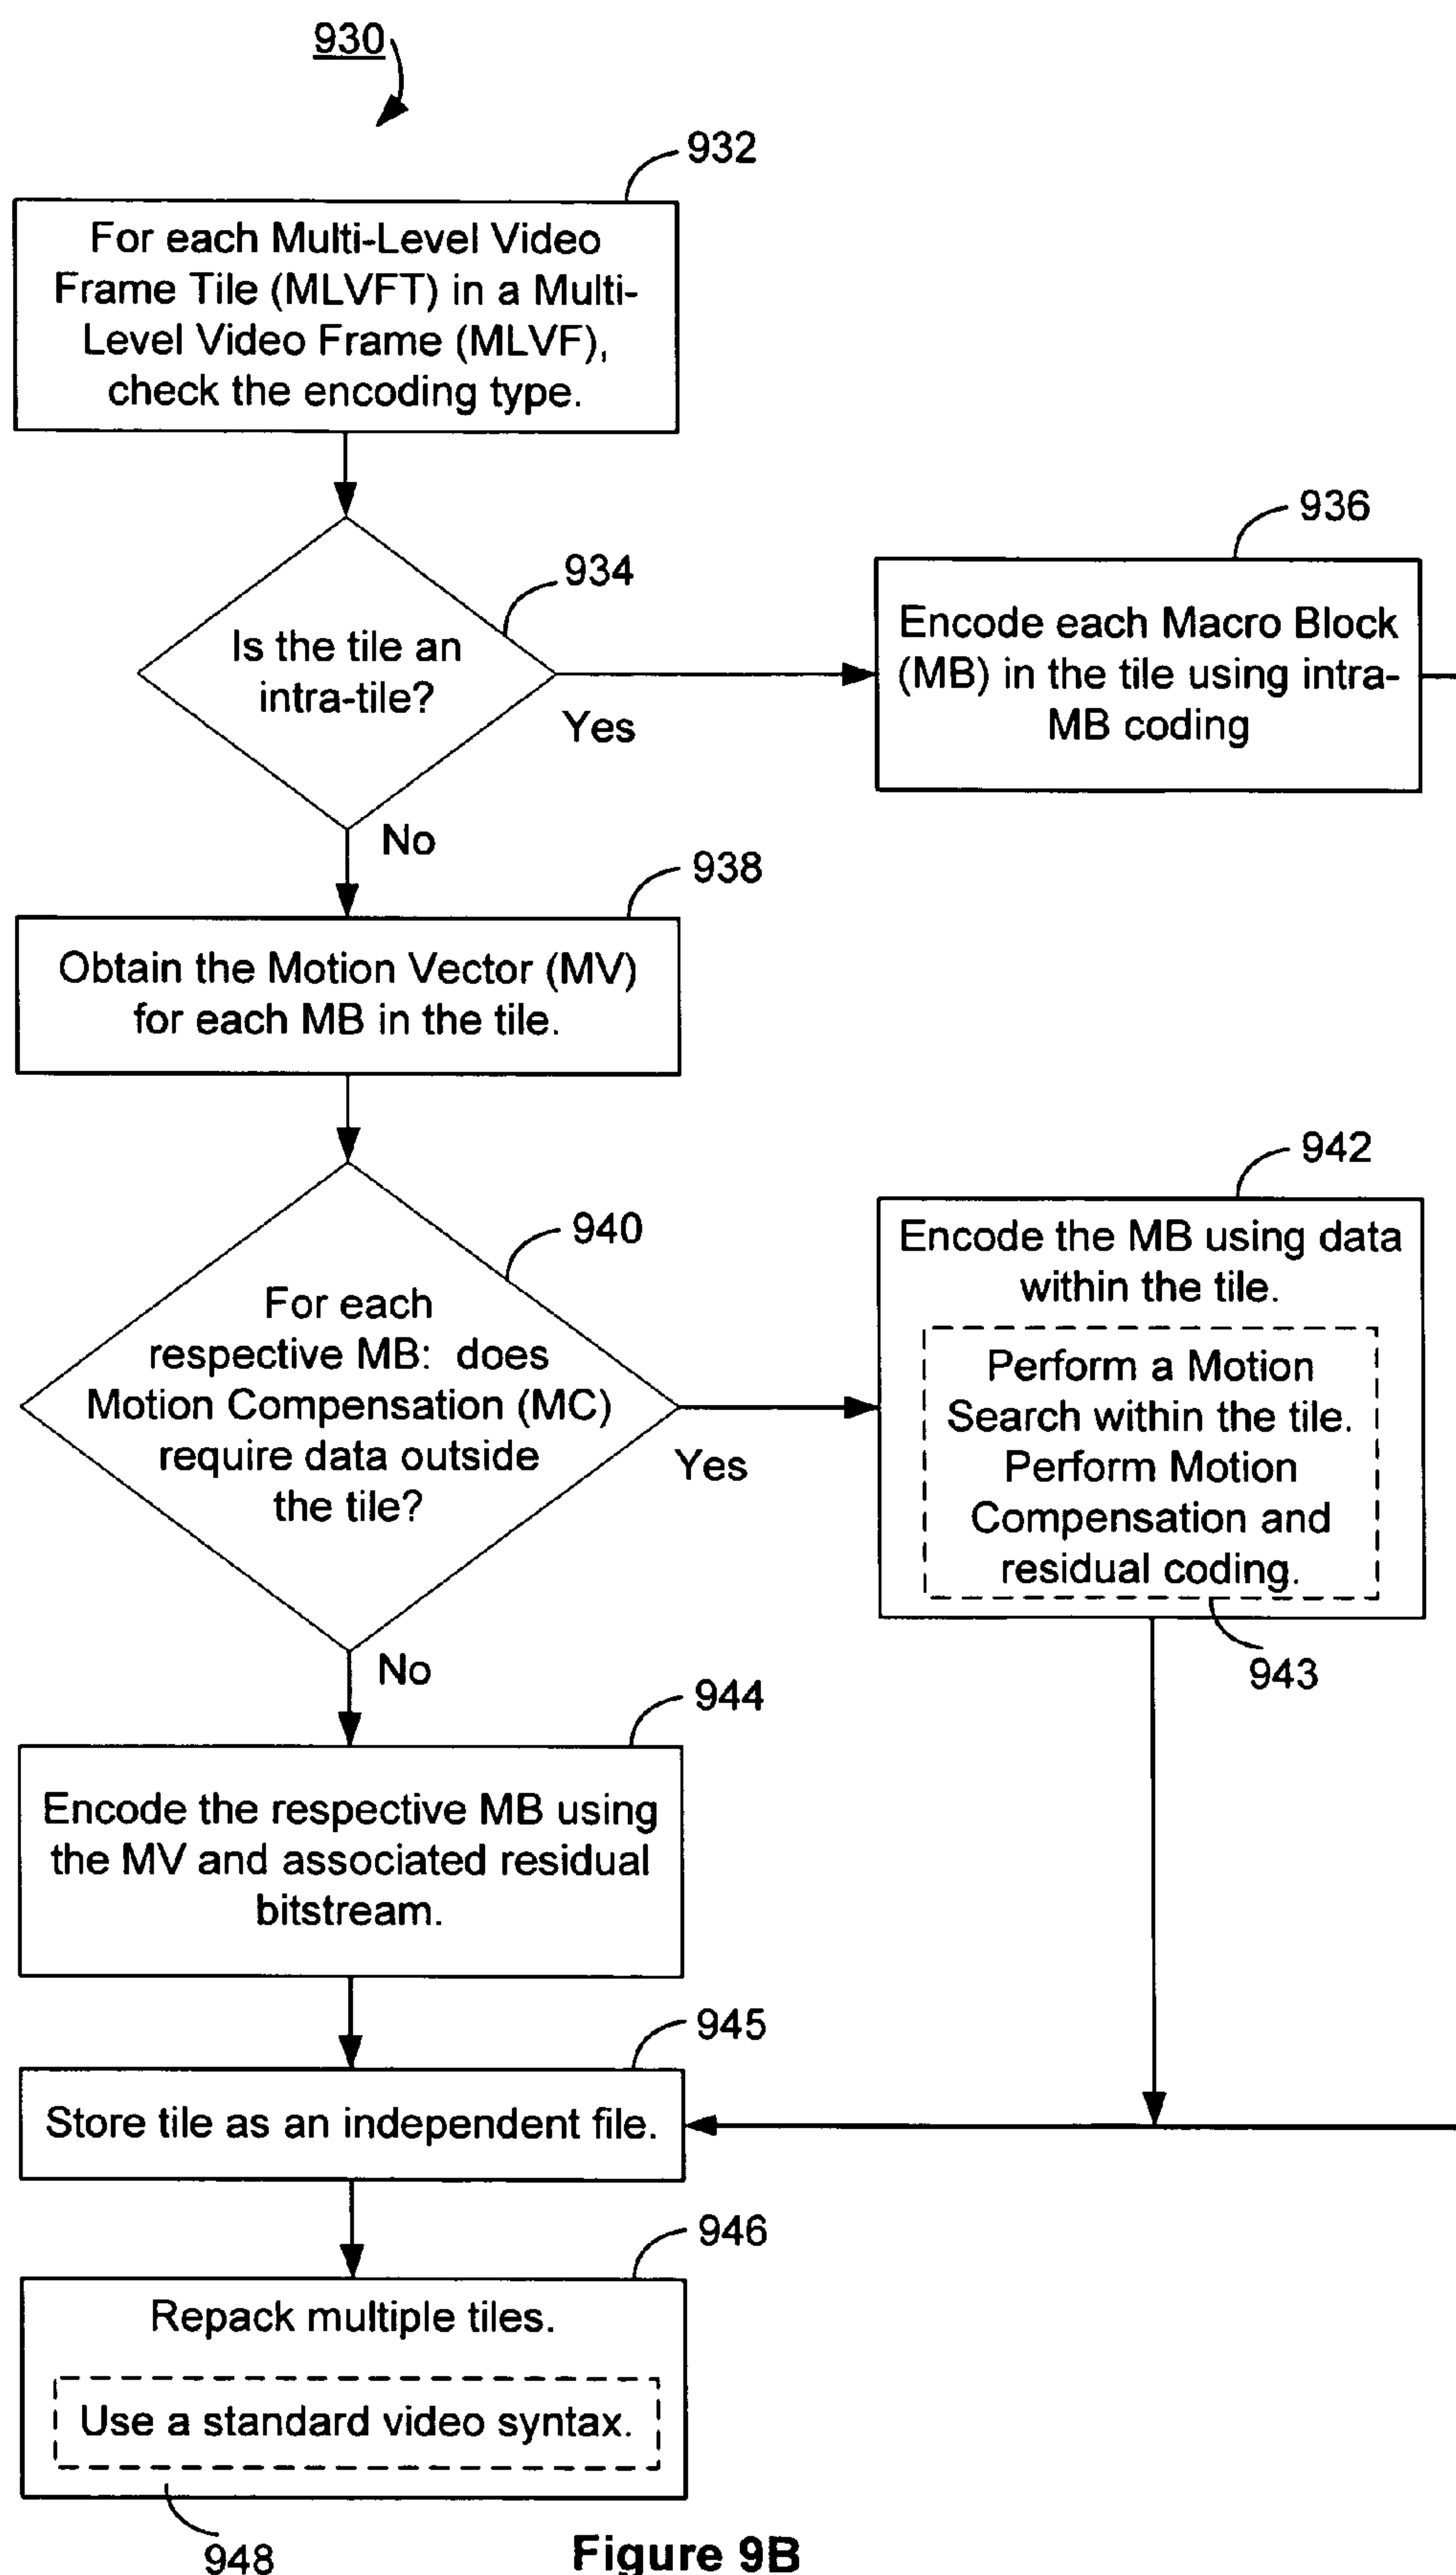 930
932
For each Multi-Level Video
Frame Tile (MLVFT) in a Multi-
Level Video Frame (MLVF),
check the encoding type.
934
Is the tile an
intra-tile?
Yes
No
936
Encode each Macro Block
(MB) in the tile using intra-
MB coding
938
Obtain the Motion Vector (MV)
for each MB in the tile.
940
For each
respective MB: does
Motion Compensation (MC)
require data outside
the tile?
Yes
No
942
Encode the MB using data
within the tile.
Perform a Motion
Search within the tile.
Perform Motion
Compensation and
residual coding.
943
944
Encode the respective MB using
the MV and associated residual
bitstream.
945
Store tile as an independent file.
946
Repack multiple tiles.
Use a standard video syntax.
948
Figure 9B